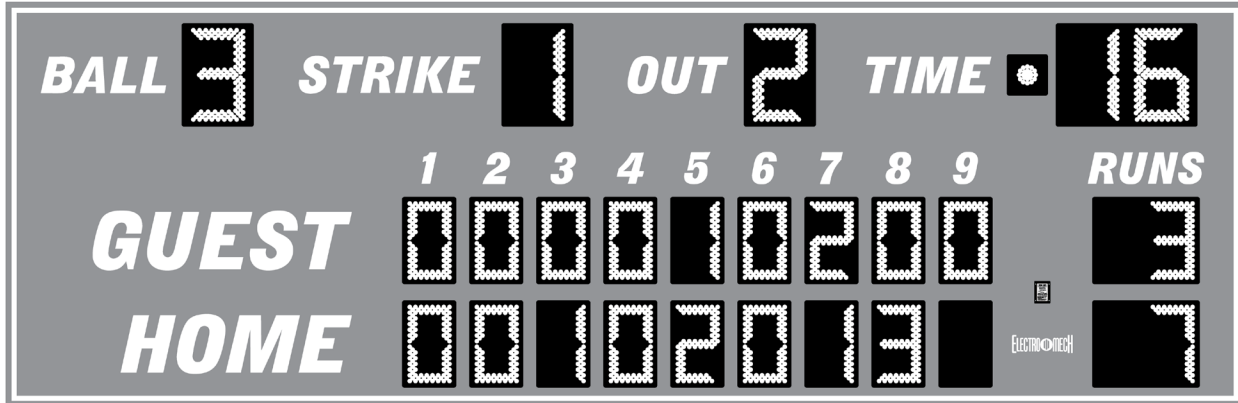 BALL 3 STRIKE 1 OUT 2 TIME 16
1 2 3 4 5 6 7 8 9 RUNS
GUEST 0 0 0 0 1 0 2 0 0 3
HOME 0 0 1 0 2 0 1 3 7
ELECTRO MECH